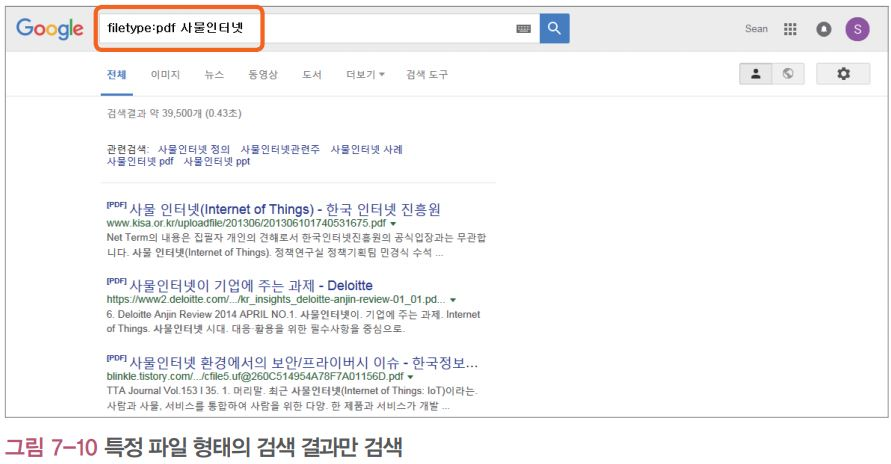 Google filetype:pdf 사물인터넷 Sean S
전체 이미지 뉴스 동영상 도서 더보기 검색 도구
검색결과 약 39,500개 (0.43초)
관련검색: 사물인터넷 정의 사물인터넷관련주 사물인터넷 사례
사물인터넷 pdf 사물인터넷 ppt
[PDF] 사물 인터넷(Internet of Things) - 한국 인터넷 진흥원
www.kisa.or.kr/uploadfile/201306/201306101740531675.pdf
Net Term의 내용은 집필자 개인의 견해로서 한국인터넷진흥원의 공식입장과는 무관합
니다. 사물 인터넷(Internet of Things). 정책연구실 정책기획팀 민경식 수석 ...
[PDF] 사물인터넷이 기업에 주는 과제 - Deloitte
https://www2.deloitte.com/.../kr_insights_deloitte-anjin-review-01_01.pd...
6. Deloitte Anjin Review 2014 APRIL NO.1. 사물인터넷이. 기업에 주는 과제. Internet
of Things. 사물인터넷 시대. 대응·활용을 위한 필수사항을 중심으로.
[PDF] 사물인터넷 환경에서의 보안/프라이버시 이슈 - 한국정보...
blinkle.tistory.com/.../cfile5.uf@260C514954A78F7A01156D.pdf
TTA Journal Vol.153 l 35. 1. 머리말. 최근 사물인터넷(Internet of Things: IoT)이라는.
사람과 사물, 서비스를 통합하여 사람을 위한 다양. 한 제품과 서비스가 개발 ...
그림 7-10 특정 파일 형태의 검색 결과만 검색